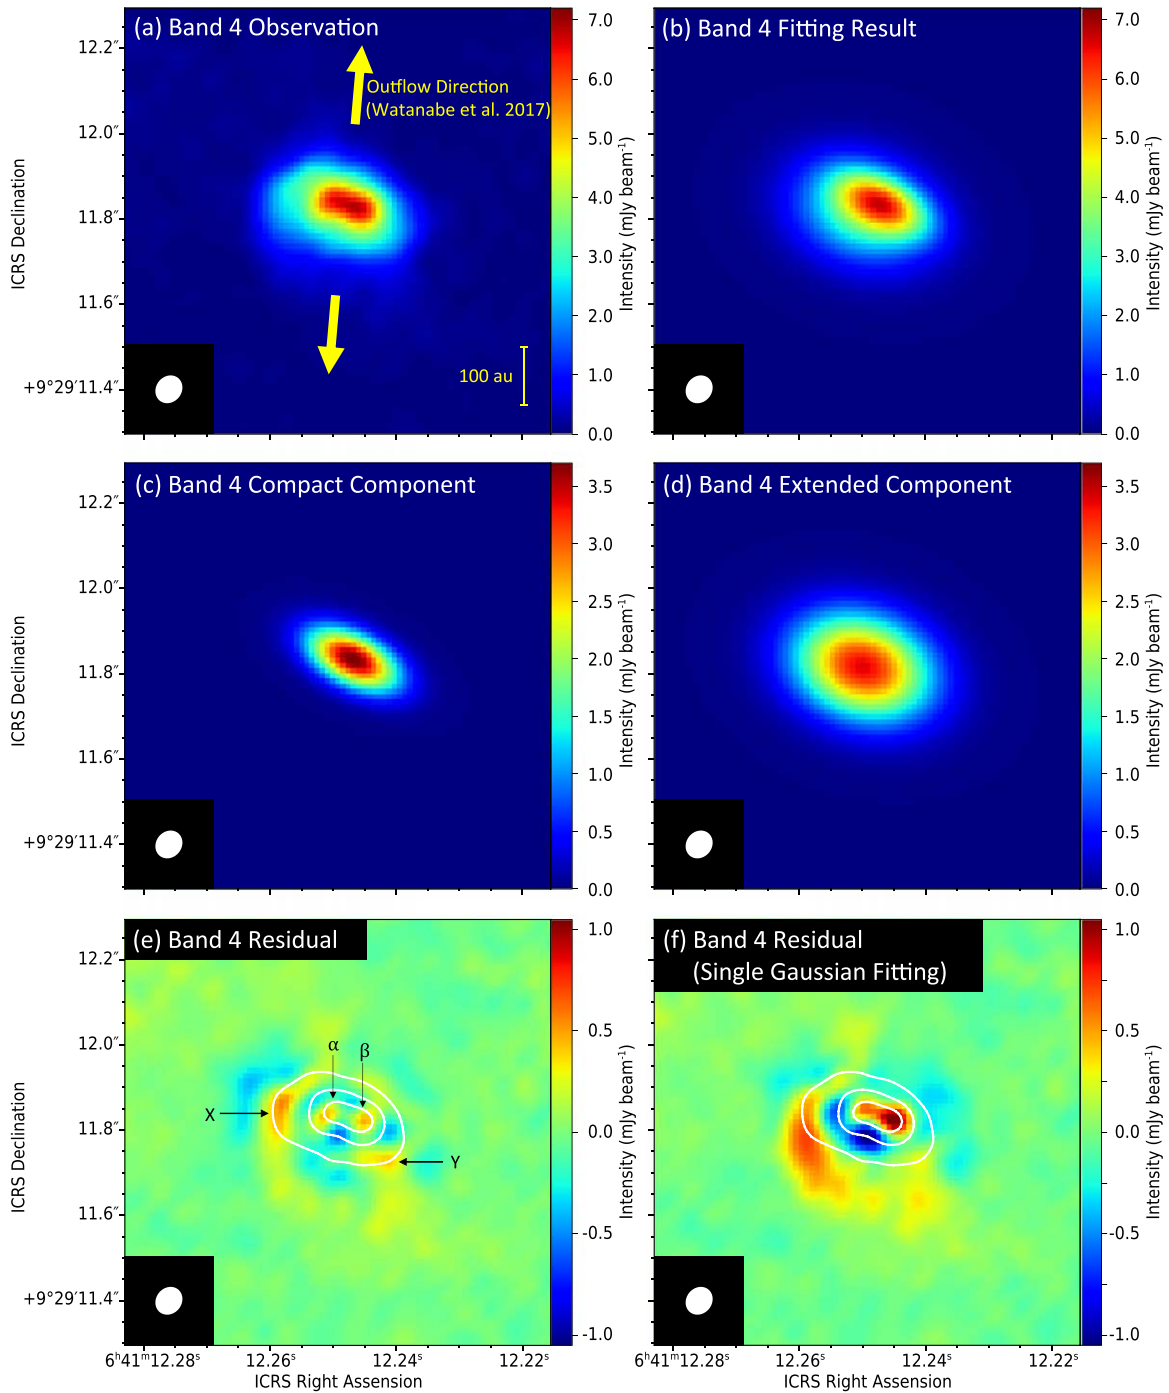 (a) Band 4 Observation
Outflow Direction
(Watanabe et al. 2017)
100 au
12.2″
12.0″
11.8″
11.6″
+9°29′11.4″
ICRS Declination
7.0
6.0
5.0
4.0
3.0
2.0
1.0
0.0
Intensity (mJy beam⁻¹)
(b) Band 4 Fitting Result
7.0
6.0
5.0
4.0
3.0
2.0
1.0
0.0
Intensity (mJy beam⁻¹)
(c) Band 4 Compact Component
12.2″
12.0″
11.8″
11.6″
+9°29′11.4″
ICRS Declination
3.5
3.0
2.5
2.0
1.5
1.0
0.5
0.0
Intensity (mJy beam⁻¹)
(d) Band 4 Extended Component
3.5
3.0
2.5
2.0
1.5
1.0
0.5
0.0
Intensity (mJy beam⁻¹)
(e) Band 4 Residual
α
β
X
Y
12.2″
12.0″
11.8″
11.6″
+9°29′11.4″
ICRS Declination
1.0
0.5
0.0
-0.5
-1.0
Intensity (mJy beam⁻¹)
6ʰ41ᵐ12.28ˢ
12.26ˢ
12.24ˢ
12.22ˢ
ICRS Right Assension
(f) Band 4 Residual
(Single Gaussian Fitting)
1.0
0.5
0.0
-0.5
-1.0
Intensity (mJy beam⁻¹)
6ʰ41ᵐ12.28ˢ
12.26ˢ
12.24ˢ
12.22ˢ
ICRS Right Assension